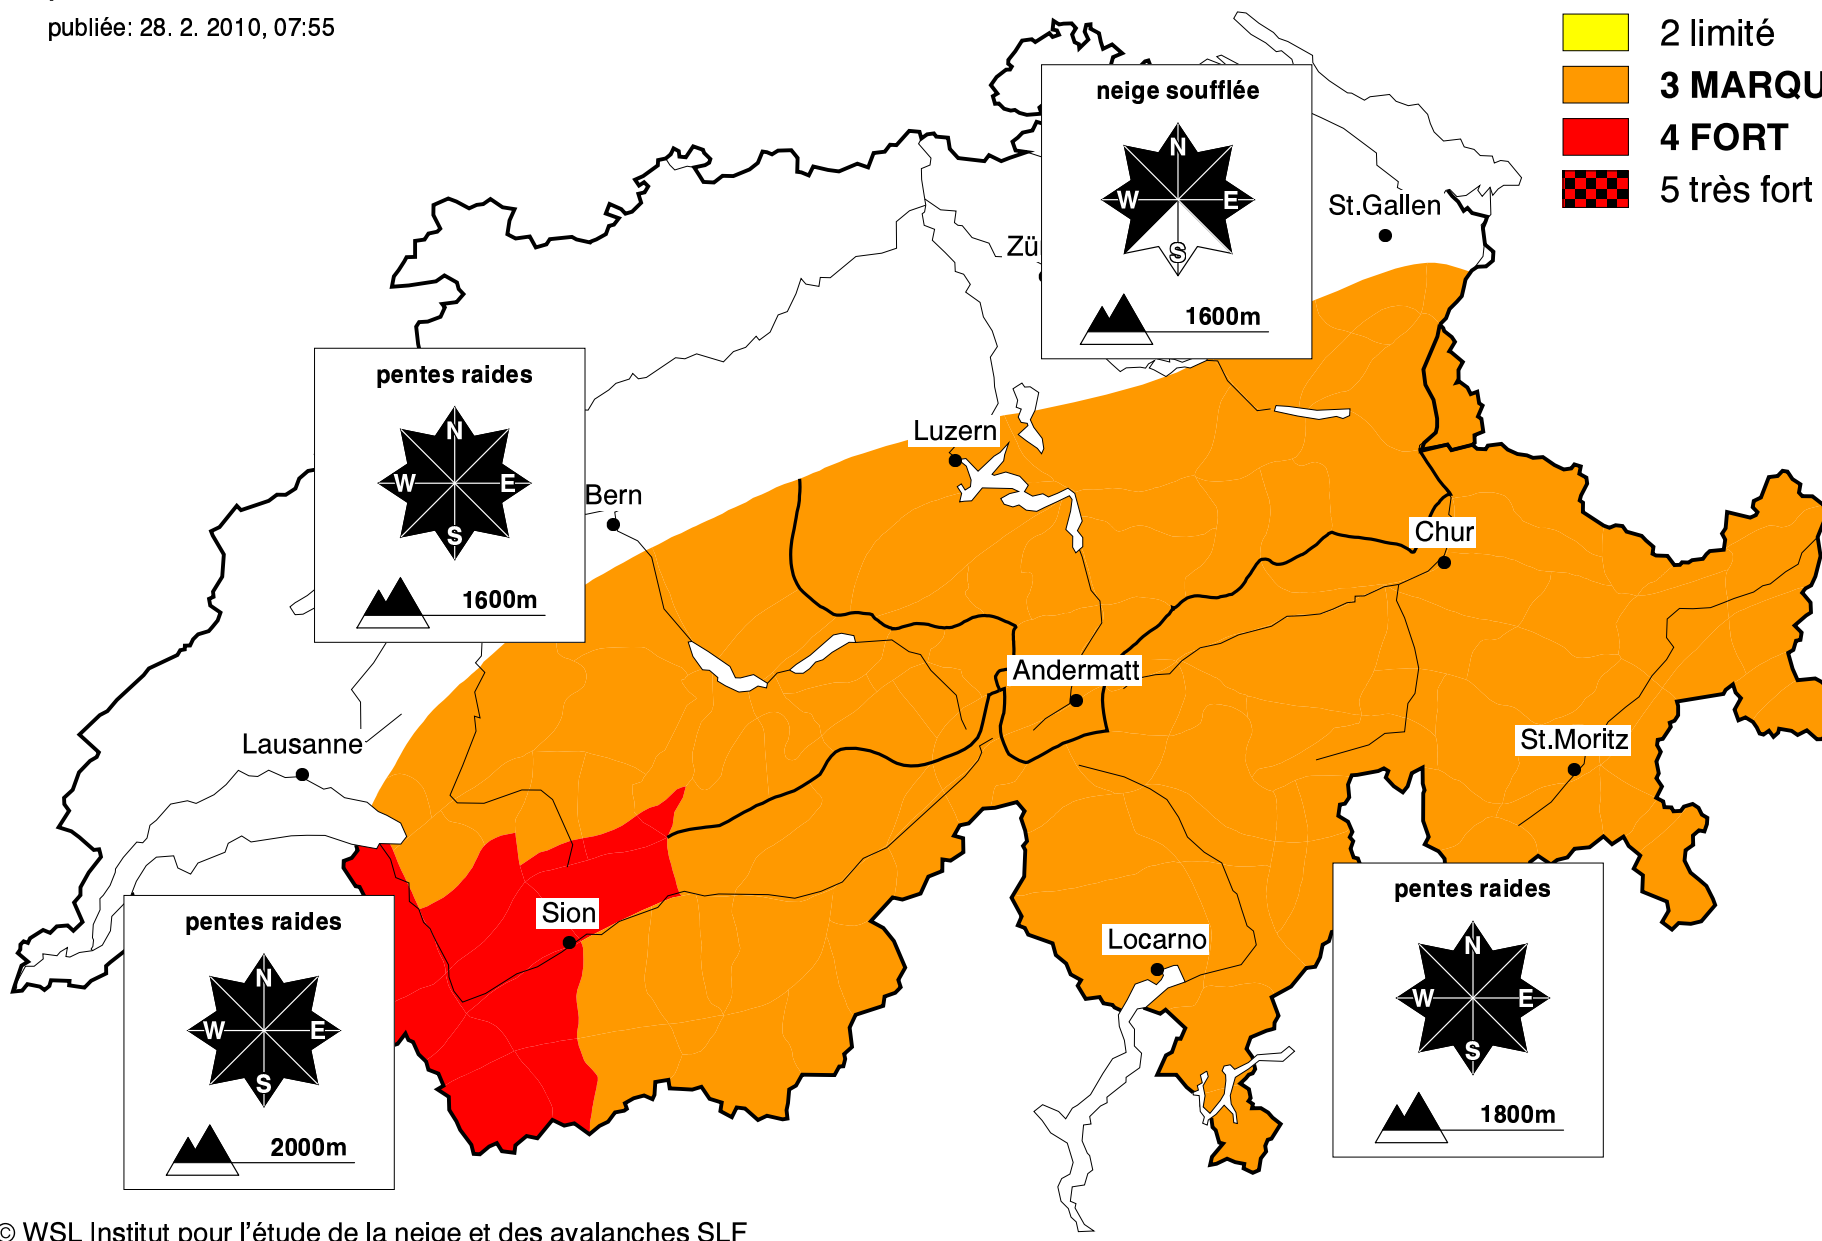 publiée: 28. 2. 2010, 07:55
2 limité
3 MARQU
4 FORT
5 très fort
neige soufflée
N
W E
S
1600m
St.Gallen
Zü
pentes raides
N
W E
S
1600m
Luzern
Bern
Chur
Andermatt
Lausanne
St.Moritz
Sion
Locarno
pentes raides
N
W E
S
2000m
pentes raides
N
W E
S
1800m
© WSL Institut pour l'étude de la neige et des avalanches SLF